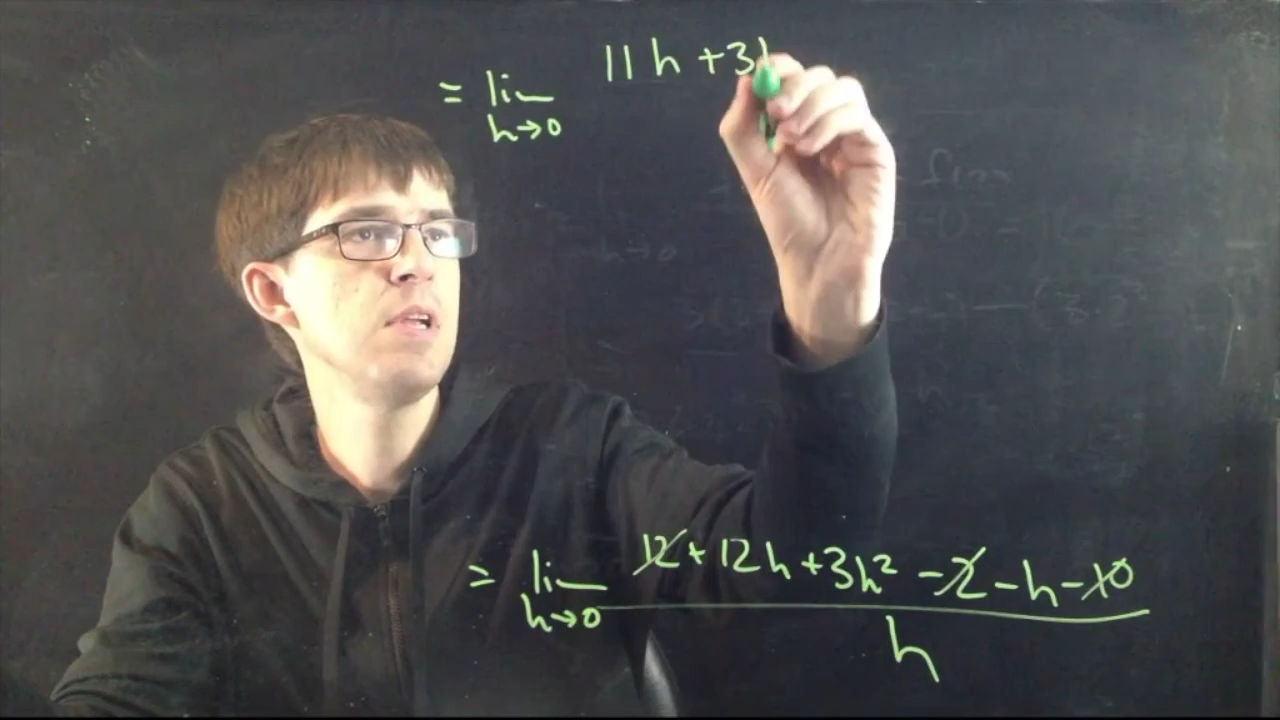 11h + 3h
= lim
h→0
12 + 12h + 3h² - 2 - h - 10
= lim
h→0
h